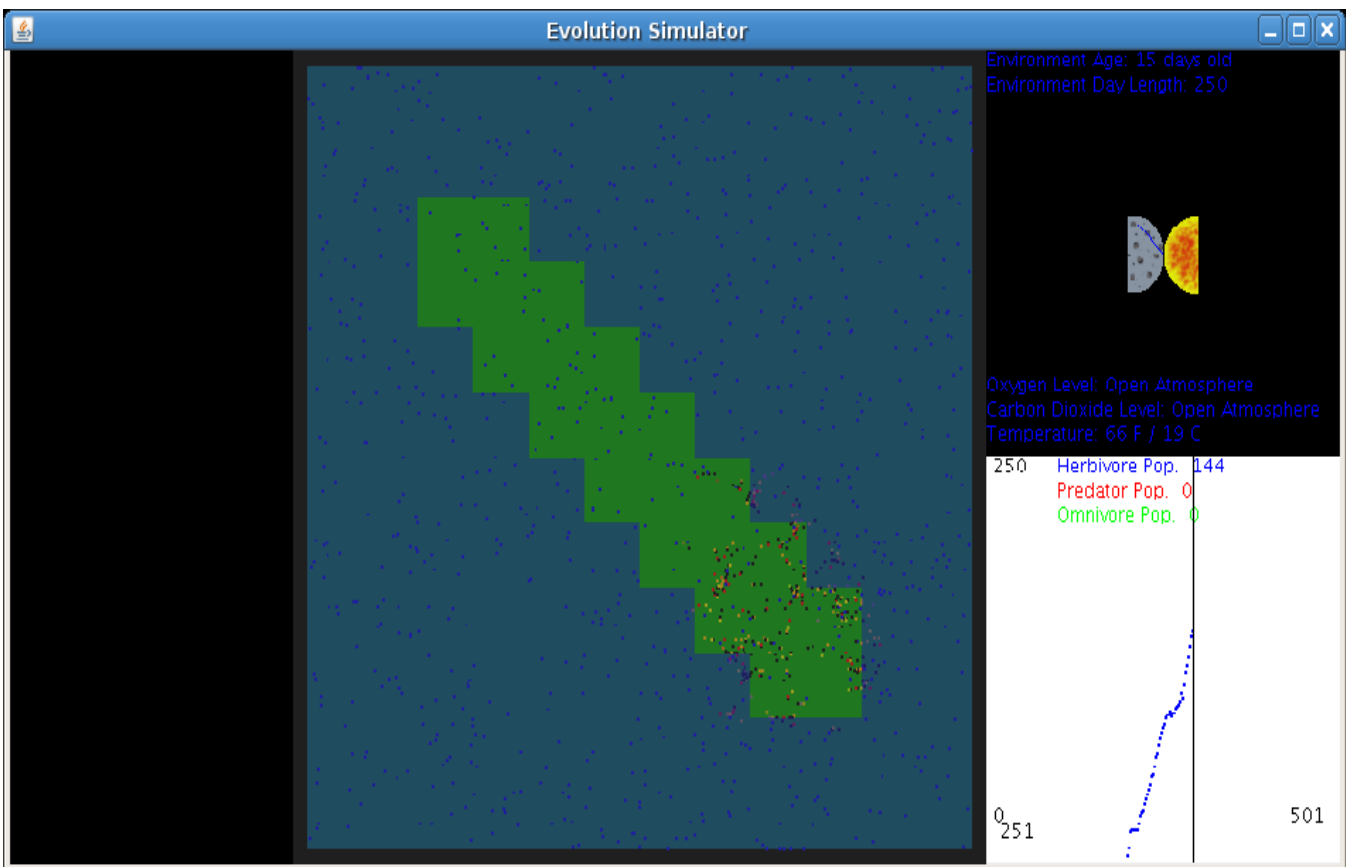 Evolution Simulator
Environment Age: 15 days old
Environment Day Length: 250
Oxygen Level: Open Atmosphere
Carbon Dioxide Level: Open Atmosphere
Temperature: 66 F / 19 C
250 Herbivore Pop. 144
Predator Pop. 0
Omnivore Pop. 0
0 501
251